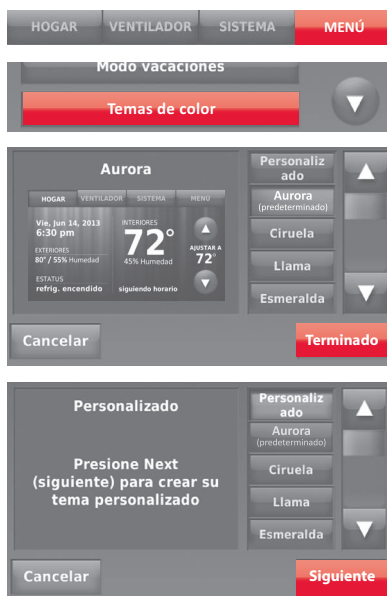 HOGAR VENTILADOR SISTEMA MENÚ
Modo vacaciones
Temas de color
Aurora
HOGAR VENTILADOR SISTEMA MENÚ
Vie, Jun 14, 2013
6:30 pm
EXTERIORES
80° / 55% Humedad
ESTATUS
refrig. encendido
INTERIORES
72°
45% Humedad
siguiendo horario
AJUSTAR A
72°
Personaliz
ado
Aurora
(predeterminado)
Ciruela
Llama
Esmeralda
Cancelar
Terminado
Personalizado
Presione Next
(siguiente) para crear su
tema personalizado
Personaliz
ado
Aurora
(predeterminado)
Ciruela
Llama
Esmeralda
Cancelar
Siguiente